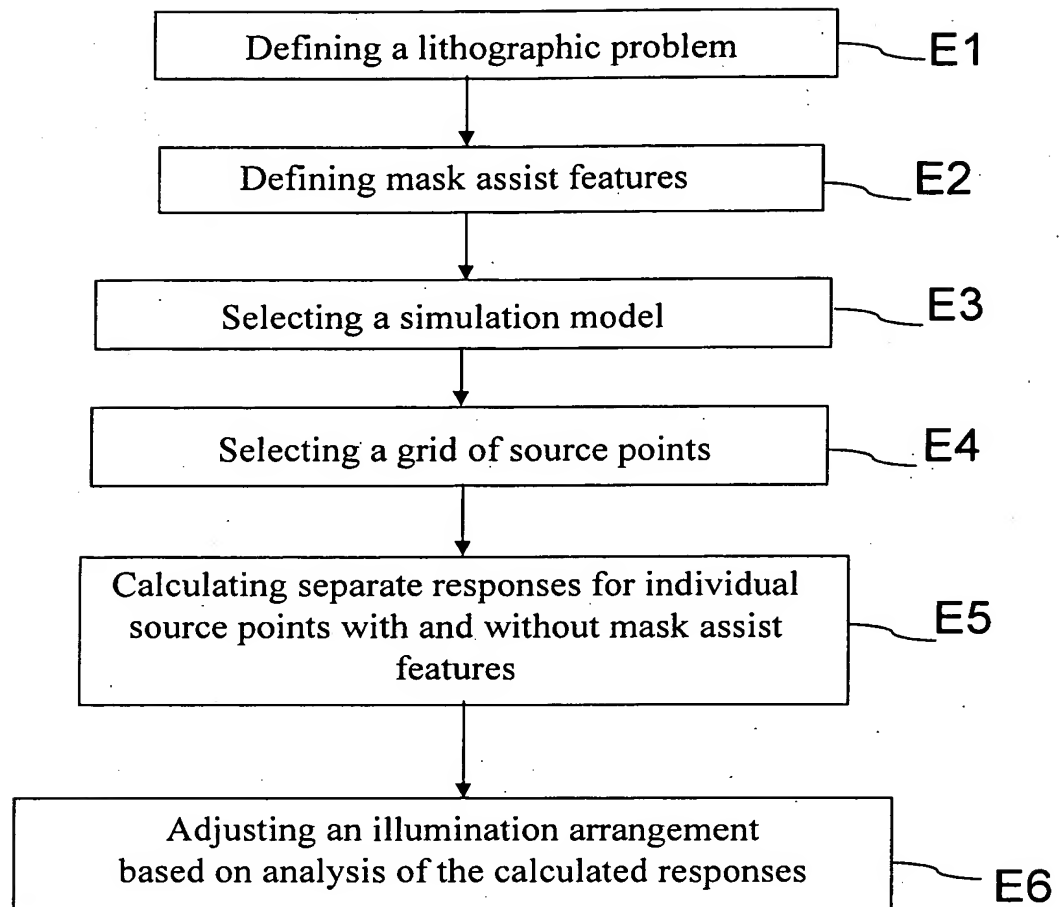 Defining a lithographic problem
E1
Defining mask assist features
E2
Selecting a simulation model
E3
Selecting a grid of source points
E4
Calculating separate responses for individual
source points with and without mask assist
features
E5
Adjusting an illumination arrangement
based on analysis of the calculated responses
E6